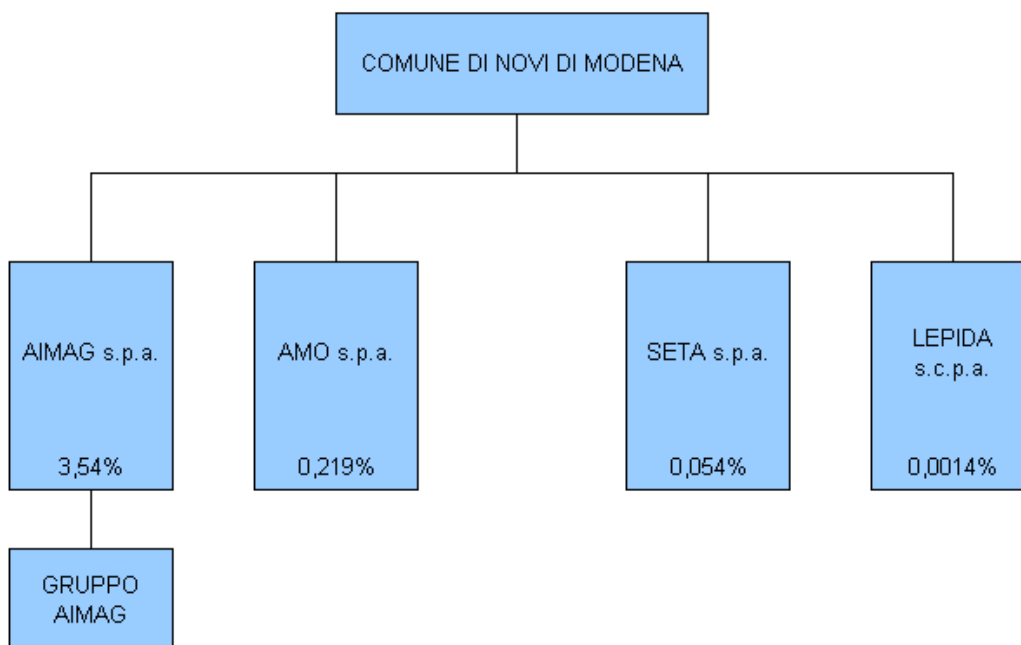 COMUNE DI NOVI DI MODENA
AIMAG s.p.a.
3,54%
AMO s.p.a.
0,219%
SETA s.p.a.
0,054%
LEPIDA
s.c.p.a.
0,0014%
GRUPPO
AIMAG